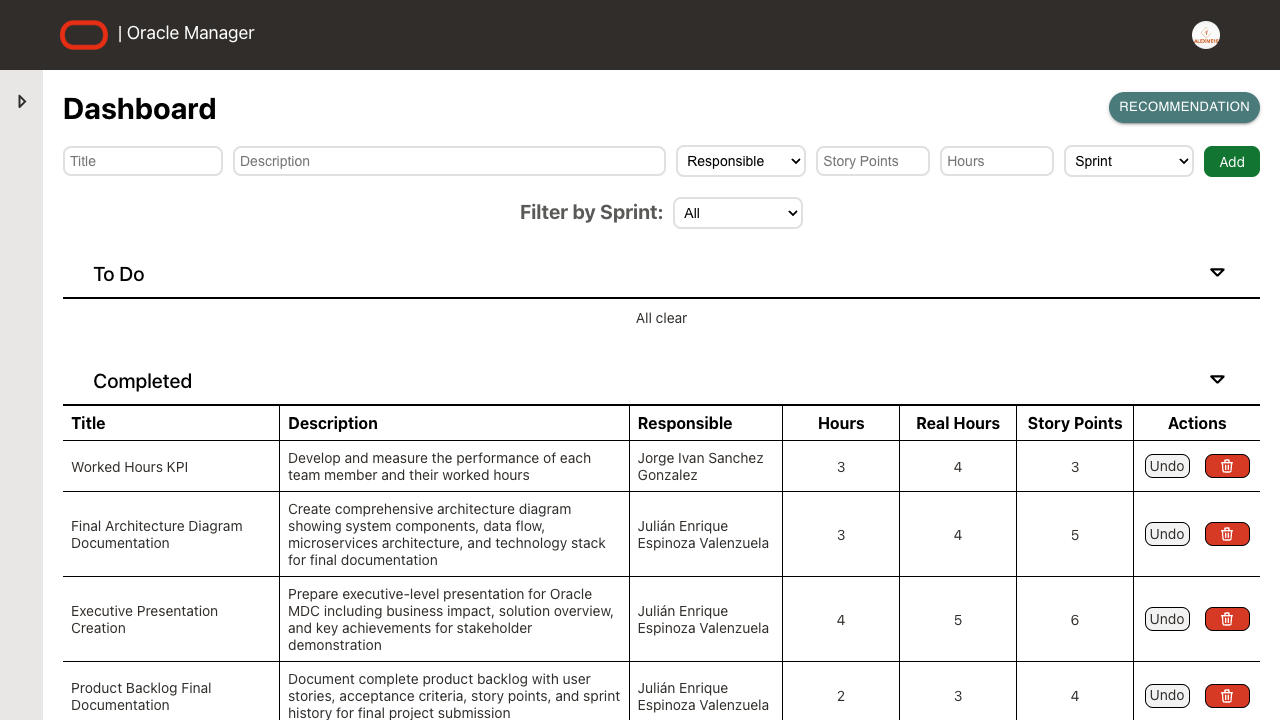 | Oracle Manager
Dashboard
RECOMMENDATION
Title
Description
Responsible
Story Points
Hours
Sprint
Add
Filter by Sprint:
All
To Do
All clear
Completed
Title
Description
Responsible
Hours
Real Hours
Story Points
Actions
Worked Hours KPI
Develop and measure the performance of each
team member and their worked hours
Jorge Ivan Sanchez
Gonzalez
3
4
3
Undo
Final Architecture Diagram
Documentation
Create comprehensive architecture diagram
showing system components, data flow,
microservices architecture, and technology stack
for final documentation
Julián Enrique
Espinoza Valenzuela
3
4
5
Undo
Executive Presentation
Creation
Prepare executive-level presentation for Oracle
MDC including business impact, solution overview,
and key achievements for stakeholder
demonstration
Julián Enrique
Espinoza Valenzuela
4
5
6
Undo
Product Backlog Final
Documentation
Document complete product backlog with user
stories, acceptance criteria, story points, and sprint
history for final project submission
Julián Enrique
Espinoza Valenzuela
2
3
4
Undo